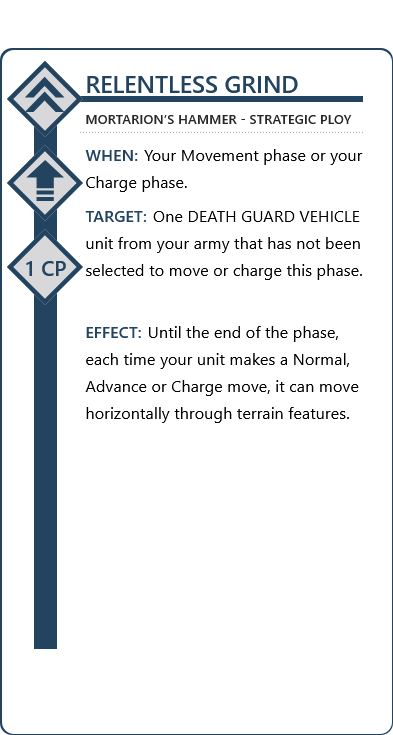 RELENTLESS GRIND
MORTARION’S HAMMER - STRATEGIC PLOY
WHEN: Your Movement phase or your
Charge phase.
TARGET: One DEATH GUARD VEHICLE
unit from your army that has not been
selected to move or charge this phase.
1 CP
EFFECT: Until the end of the phase,
each time your unit makes a Normal,
Advance or Charge move, it can move
horizontally through terrain features.